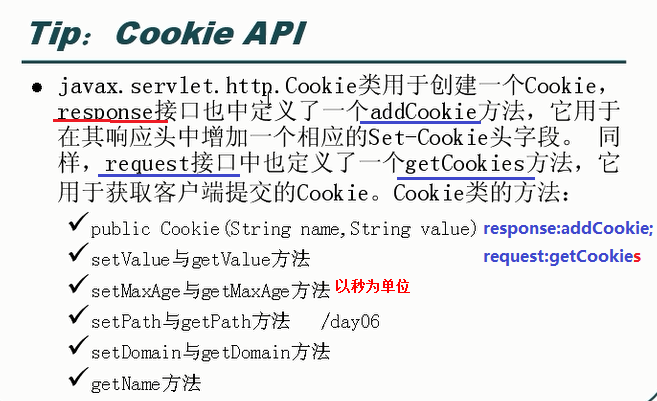 Tip： Cookie API
javax.servlet.http.Cookie类用于创建一个Cookie，
response接口也中定义了一个addCookie方法，它用于
在其响应头中增加一个相应的Set-Cookie头字段。 同
样，request接口中也定义了一个getCookies方法，它
用于获取客户端提交的Cookie。Cookie类的方法：
public Cookie(String name,String value) response:addCookie;
setValue与getValue方法 request:getCookies
setMaxAge与getMaxAge方法 以秒为单位
setPath与getPath方法 /day06
setDomain与getDomain方法
getName方法